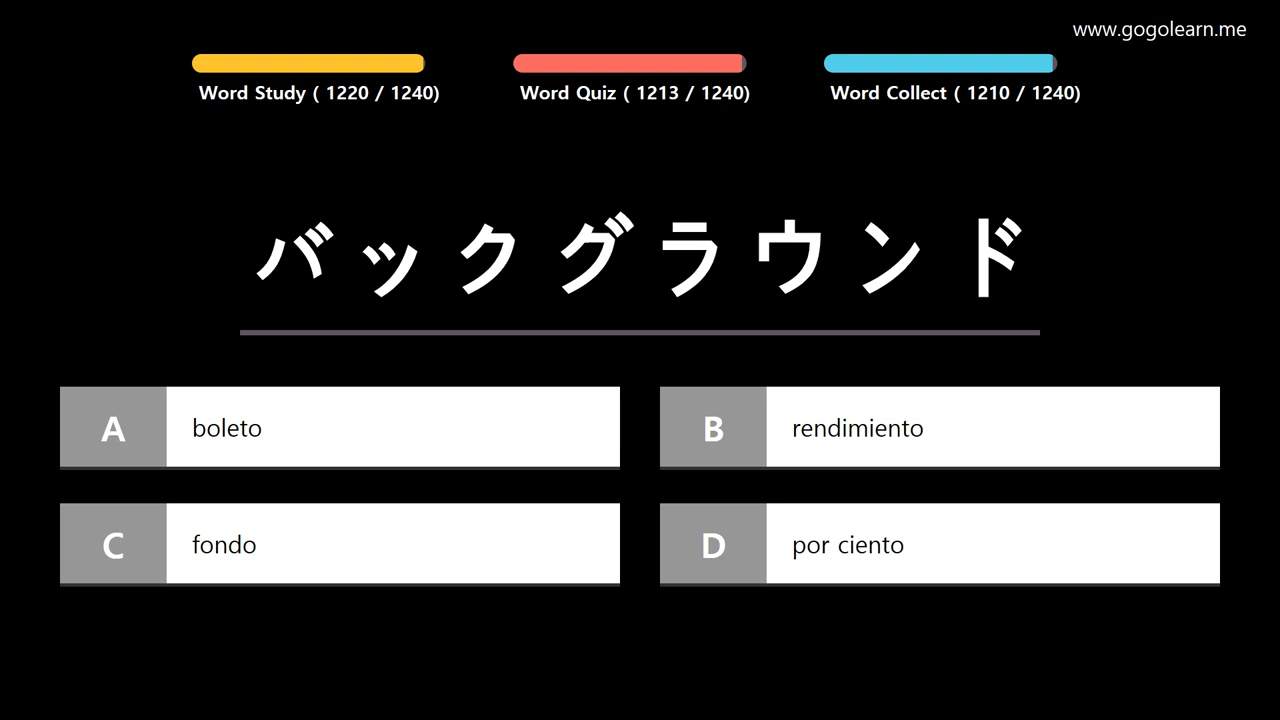 www.gogolearn.me
Word Study ( 1220 / 1240)
Word Quiz ( 1213 / 1240)
Word Collect ( 1210 / 1240)
バックグラウンド
A boleto
B rendimiento
C fondo
D por ciento